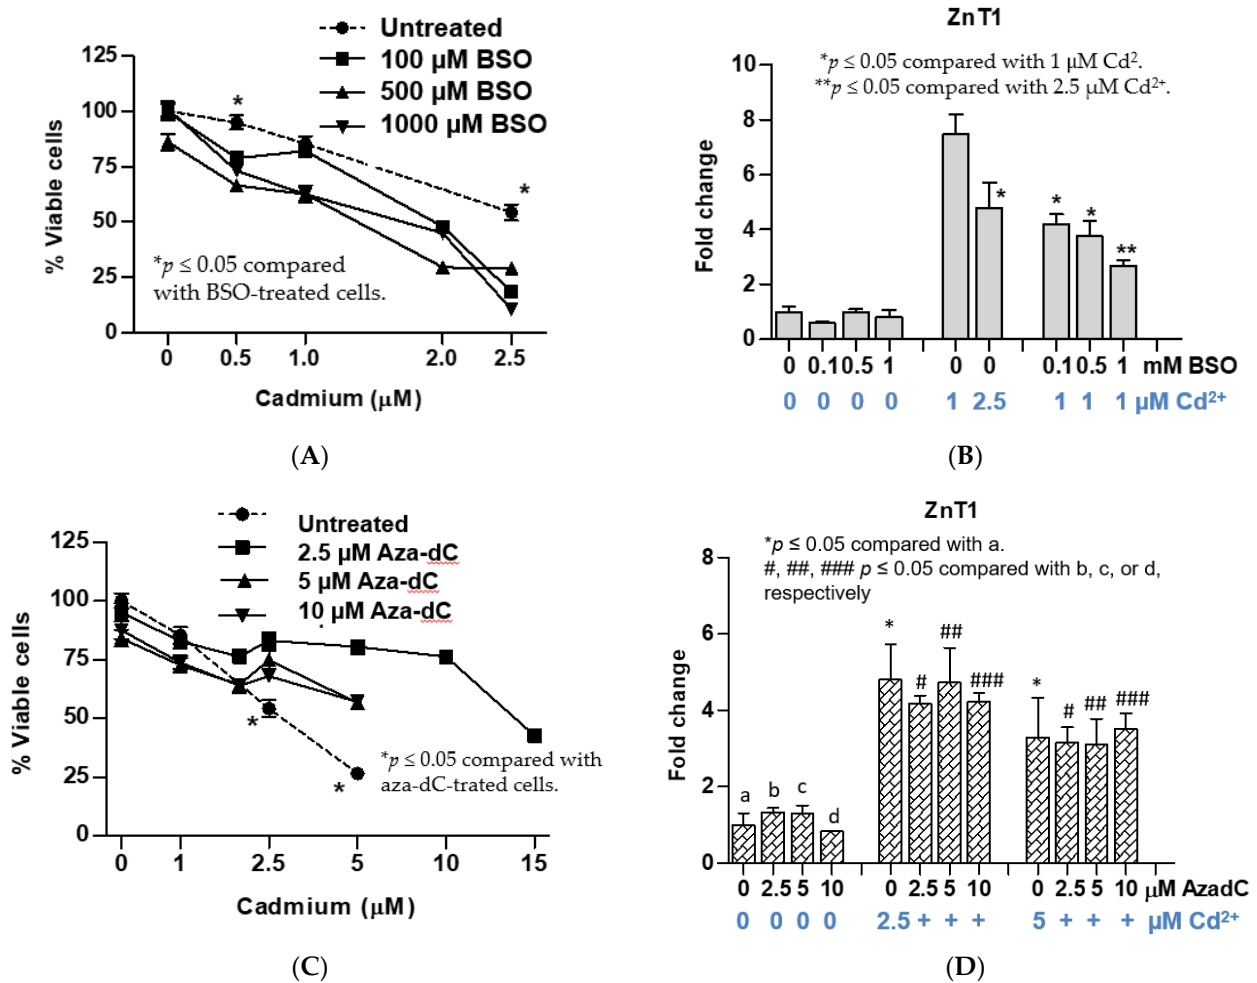 Untreated
100 µM BSO
500 µM BSO
1000 µM BSO
125
100
75
50
25
0
% Viable cells
*
*
*p ≤ 0.05 compared
with BSO-treated cells.
0 0.5 1.0 2.0 2.5
Cadmium (µM)
(A)
ZnT1
*p ≤ 0.05 compared with 1 µM Cd².
**p ≤ 0.05 compared with 2.5 µM Cd²⁺.
10
8
6
4
2
0
Fold change
*
*
*
**
0 0.1 0.5 1 0 0 0.1 0.5 1 mM BSO
0 0 0 0 1 2.5 1 1 1 µM Cd²⁺
(B)
Untreated
2.5 µM Aza-dC
5 µM Aza-dC
10 µM Aza-dC
125
100
75
50
25
0
% Viable cells
*
*
*p ≤ 0.05 compared with
aza-dC-trated cells.
0 1 2.5 5 10 15
Cadmium (µM)
(C)
ZnT1
*p ≤ 0.05 compared with a.
#, ##, ### p ≤ 0.05 compared with b, c, or d,
respectively
8
6
4
2
0
Fold change
a b c d
* # ## ###
* # ## ###
0 2.5 5 10 0 2.5 5 10 0 2.5 5 10 µM AzadC
0 0 0 0 2.5 + + + 5 + + + µM Cd²⁺
(D)